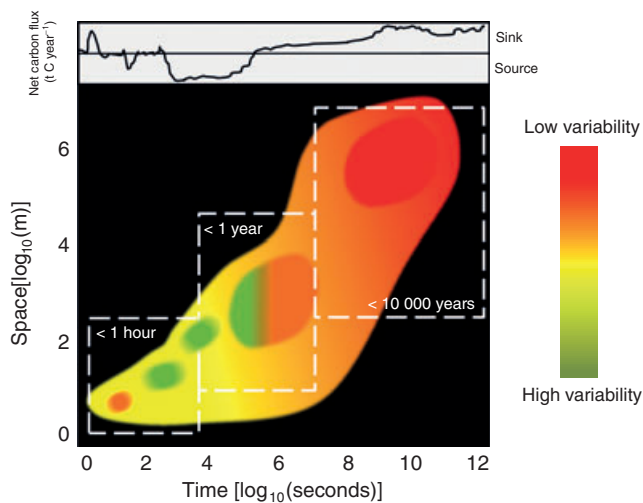 Net carbon flux
(t C year⁻¹)
Sink
Source
Space[log₁₀(m)]
6
4
2
0
< 1 hour
< 1 year
< 10 000 years
0 2 4 6 8 10 12
Time [log₁₀(seconds)]
Low variability
High variability